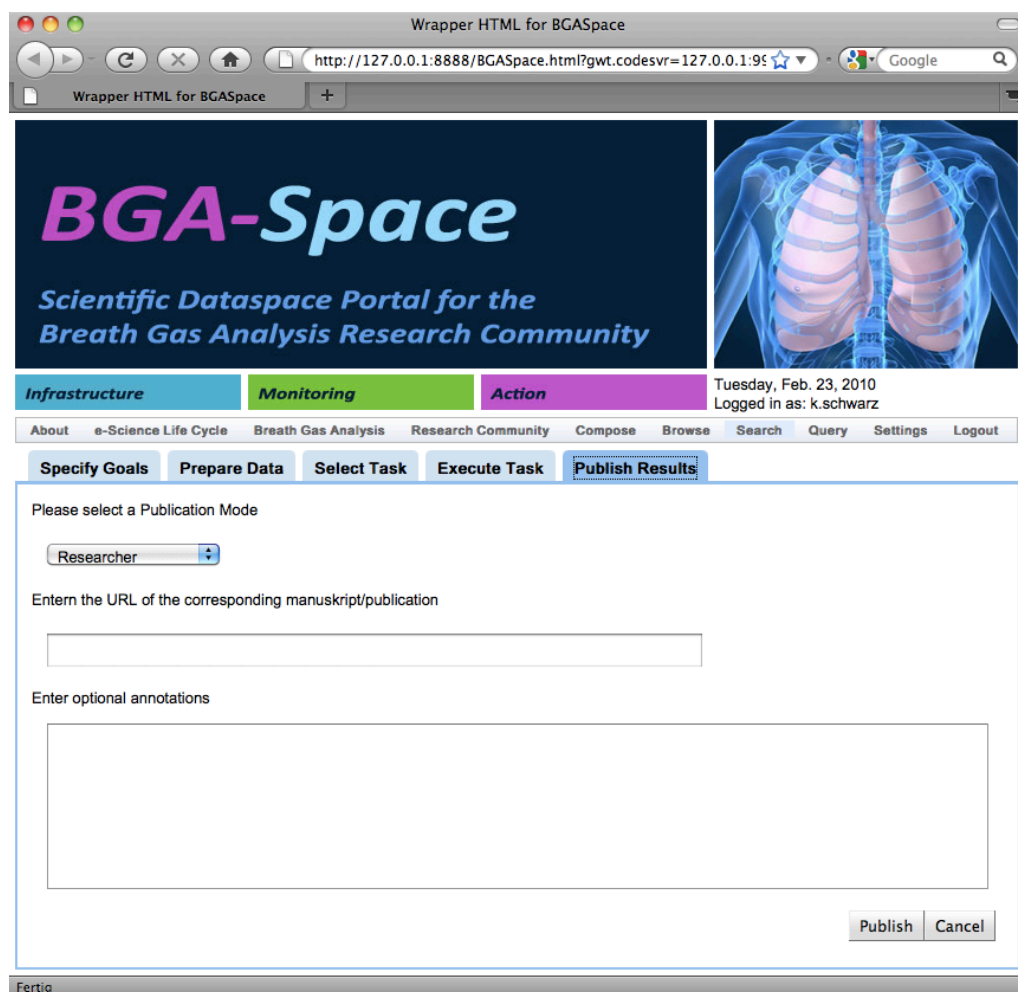 Wrapper HTML for BGASpace
http://127.0.0.1:8888/BGASpace.html?gwt.codesvr=127.0.0.1:99
Google
Wrapper HTML for BGASpace
BGA-Space
Scientific Dataspace Portal for the
Breath Gas Analysis Research Community
Infrastructure Monitoring Action
Tuesday, Feb. 23, 2010
Logged in as: k.schwarz
About e-Science Life Cycle Breath Gas Analysis Research Community Compose Browse Search Query Settings Logout
Specify Goals Prepare Data Select Task Execute Task Publish Results
Please select a Publication Mode
Researcher
Entern the URL of the corresponding manuskript/publication
Enter optional annotations
Publish Cancel
Fertig